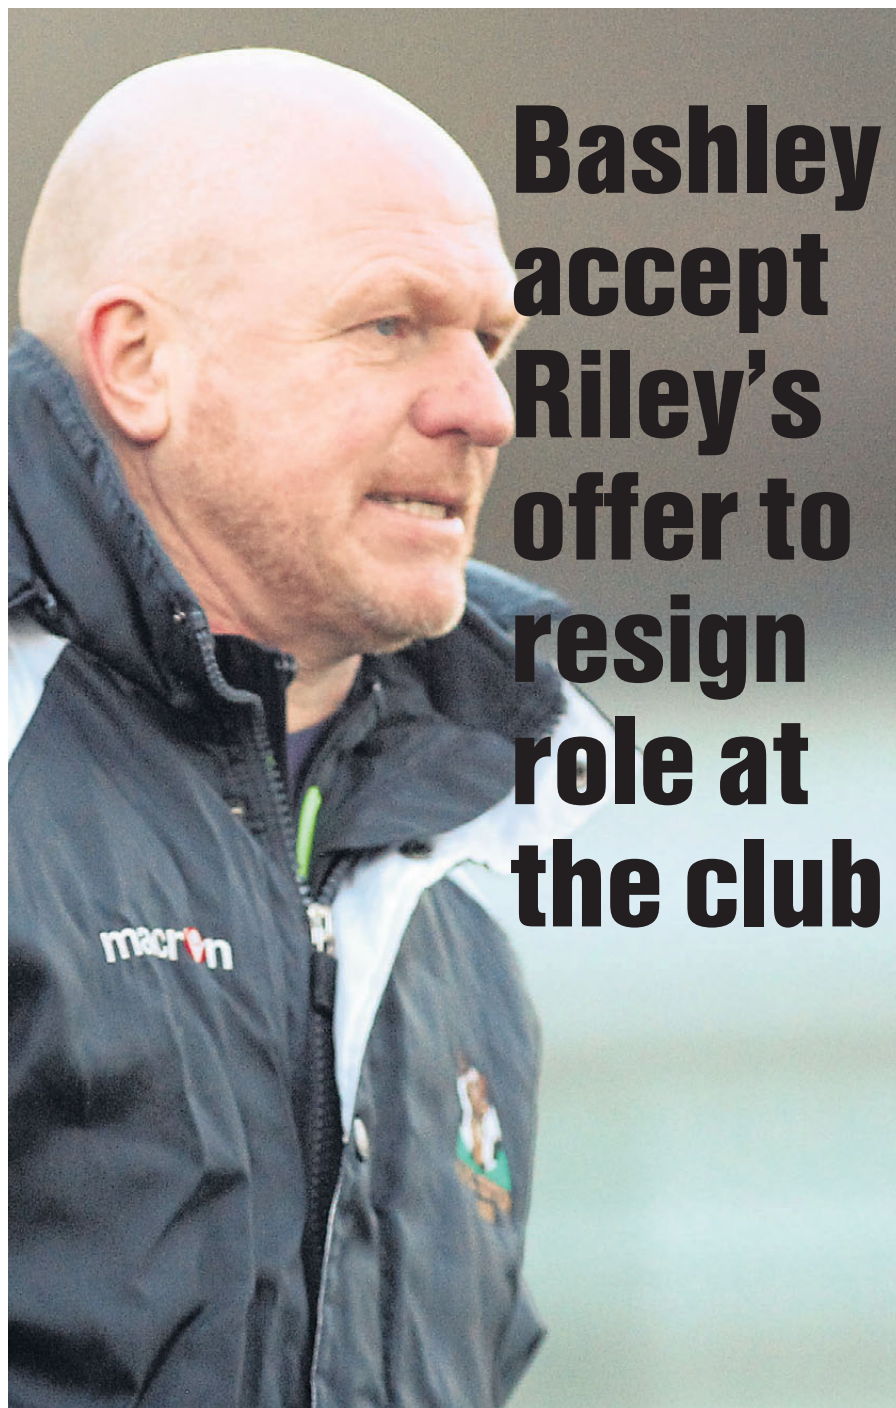 Bashley
accept
Riley’s
offer to
resign
role at
the club
macron